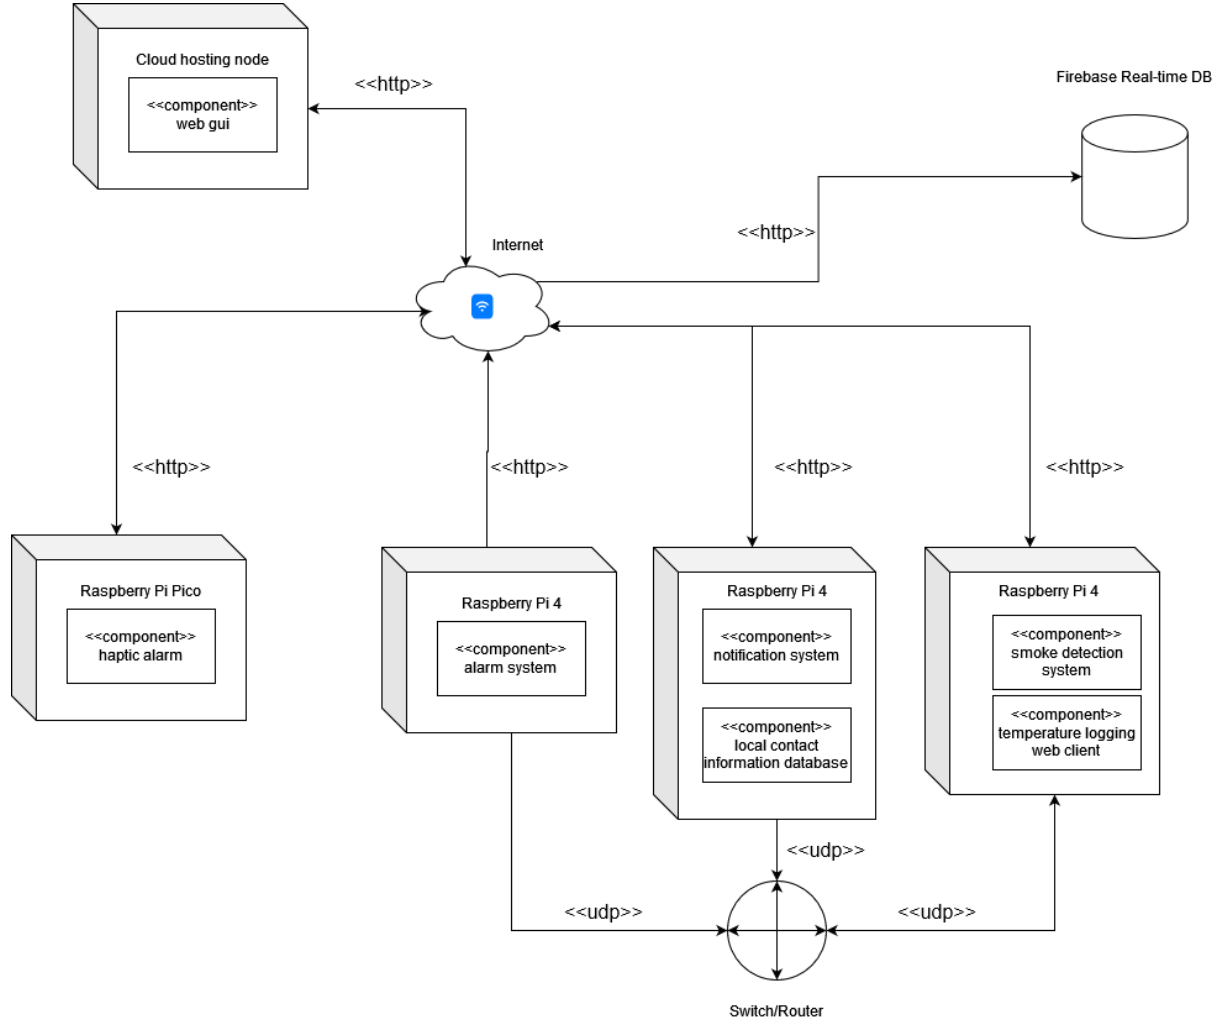 Cloud hosting node
<<component>>
web gui
<<http>>
Firebase Real-time DB
<<http>>
Internet
<<http>>
<<http>>
<<http>>
<<http>>
Raspberry Pi Pico
<<component>>
haptic alarm
Raspberry Pi 4
<<component>>
alarm system
Raspberry Pi 4
<<component>>
notification system
<<component>>
local contact
information database
Raspberry Pi 4
<<component>>
smoke detection
system
<<component>>
temperature logging
web client
<<udp>>
<<udp>>
<<udp>>
Switch/Router